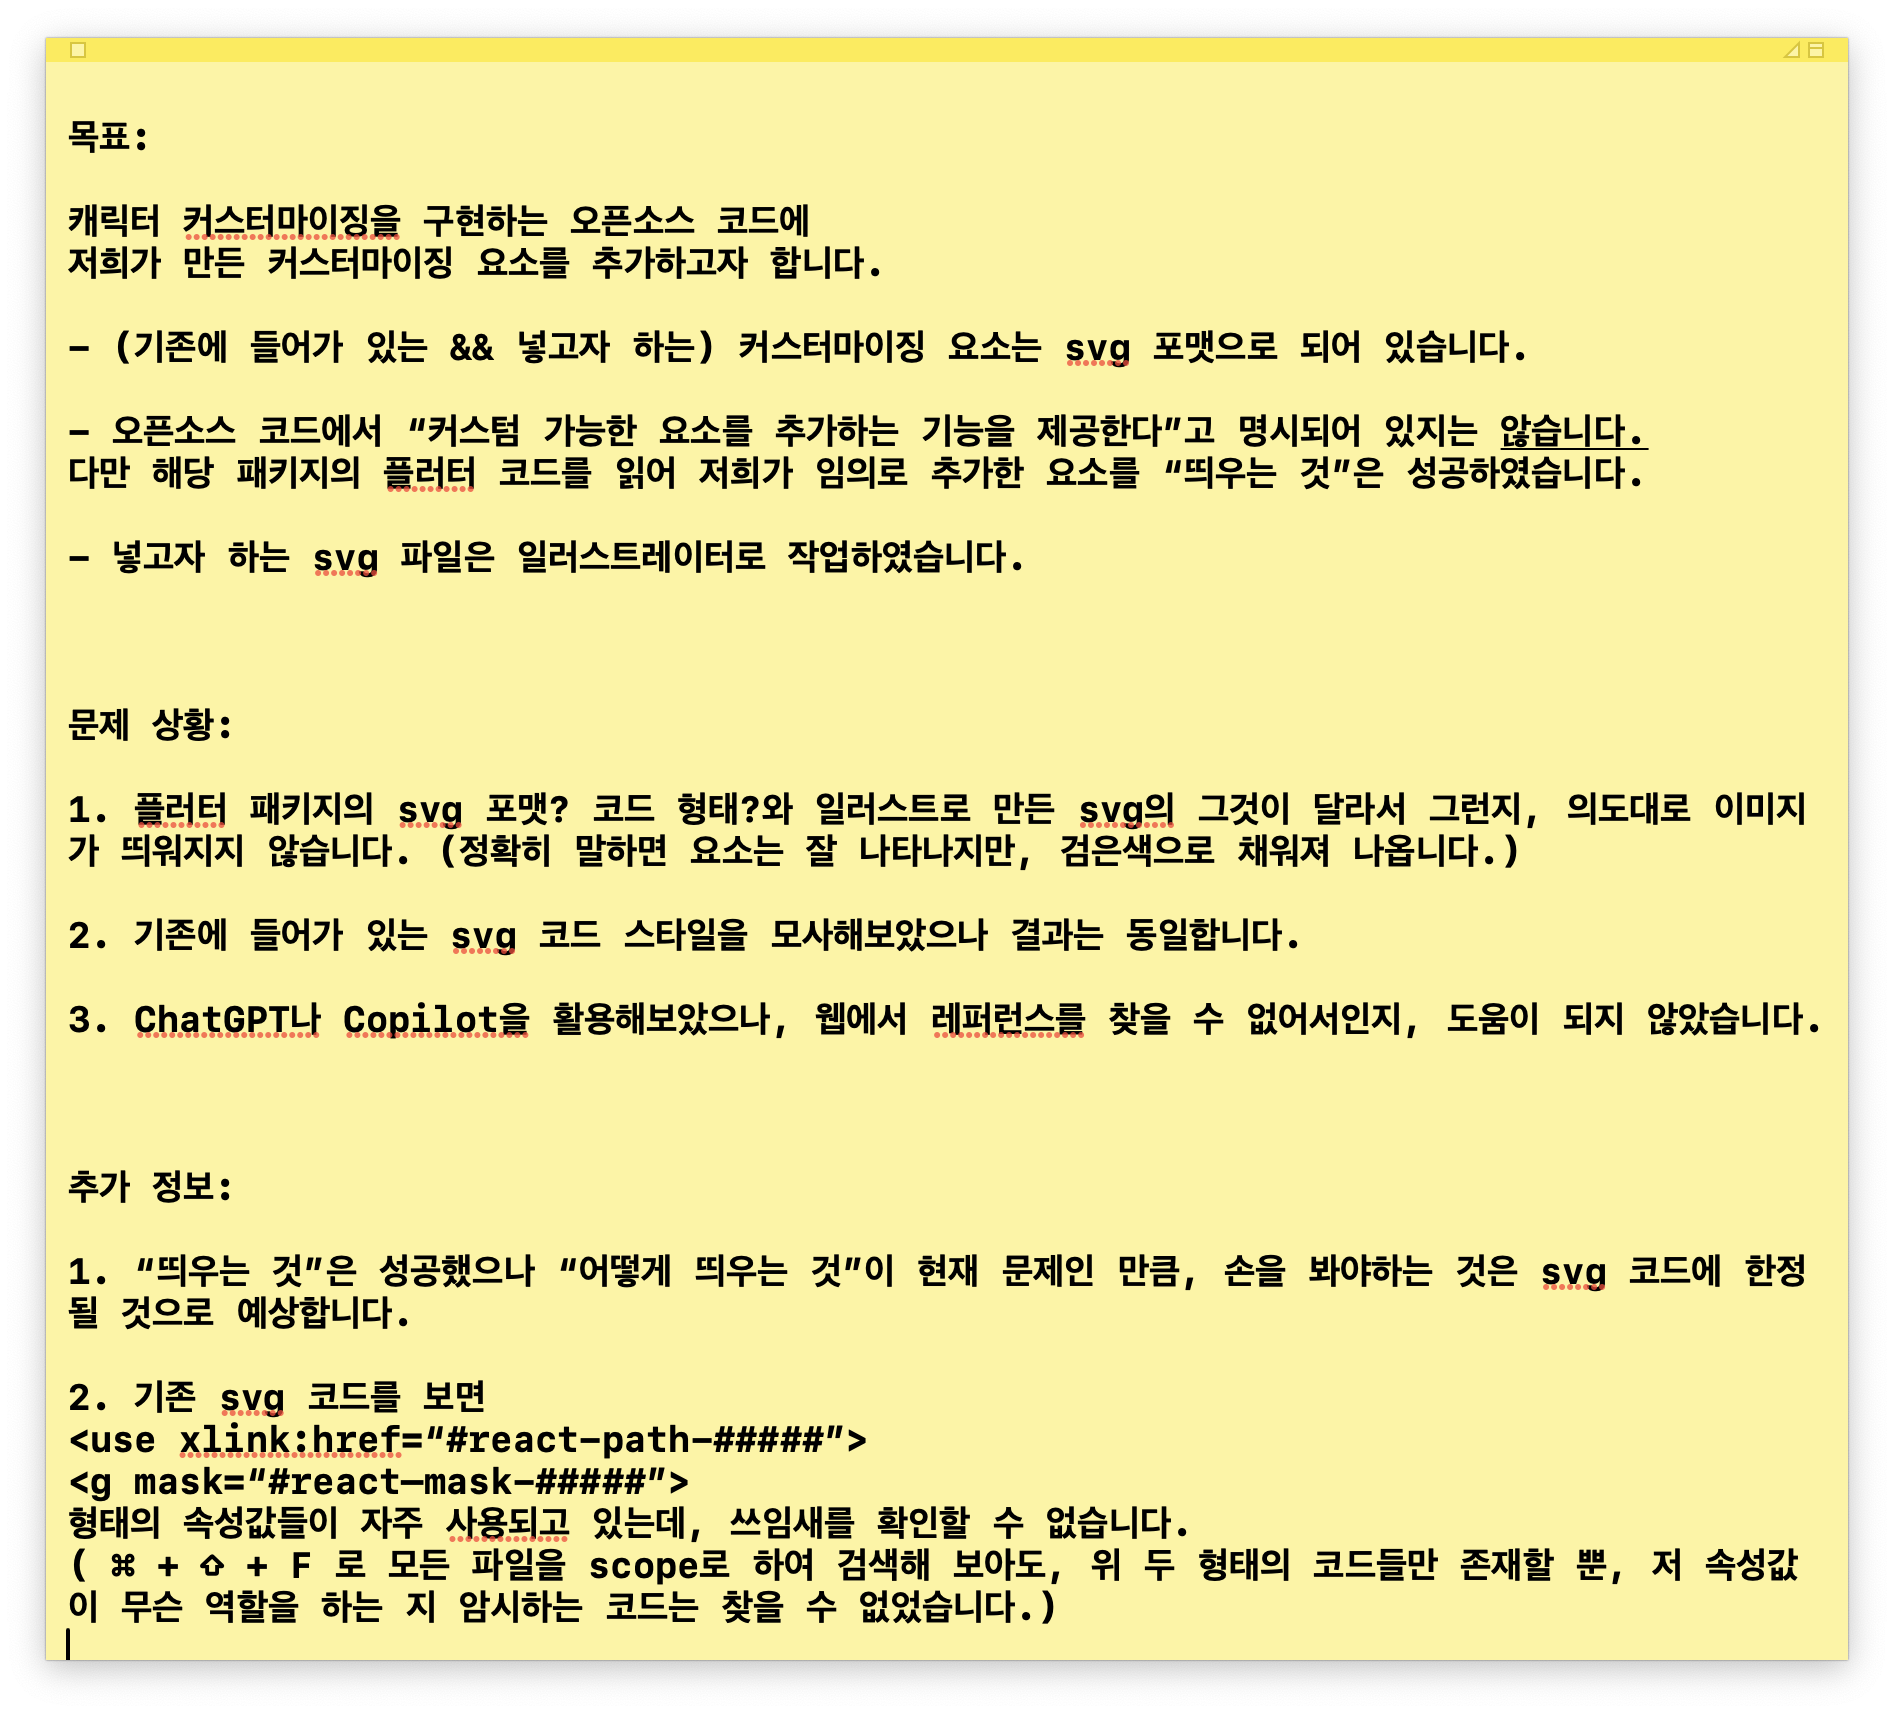 목표:
캐릭터 커스터마이징을 구현하는 오픈소스 코드에
저희가 만든 커스터마이징 요소를 추가하고자 합니다.
– (기존에 들어가 있는 && 넣고자 하는) 커스터마이징 요소는 svg 포맷으로 되어 있습니다.
– 오픈소스 코드에서 “커스텀 가능한 요소를 추가하는 기능을 제공한다”고 명시되어 있지는 않습니다.
다만 해당 패키지의 플러터 코드를 읽어 저희가 임의로 추가한 요소를 “띄우는 것”은 성공하였습니다.
– 넣고자 하는 svg 파일은 일러스트레이터로 작업하였습니다.
문제 상황:
1. 플러터 패키지의 svg 포맷? 코드 형태?와 일러스트로 만든 svg의 그것이 달라서 그런지, 의도대로 이미지
가 띄워지지 않습니다. (정확히 말하면 요소는 잘 나타나지만, 검은색으로 채워져 나옵니다.)
2. 기존에 들어가 있는 svg 코드 스타일을 모사해보았으나 결과는 동일합니다.
3. ChatGPT나 Copilot을 활용해보았으나, 웹에서 레퍼런스를 찾을 수 없어서인지, 도움이 되지 않았습니다.
추가 정보:
1. “띄우는 것”은 성공했으나 “어떻게 띄우는 것”이 현재 문제인 만큼, 손을 봐야하는 것은 svg 코드에 한정
될 것으로 예상합니다.
2. 기존 svg 코드를 보면
<use xlink:href=“#react-path-#####”>
<g mask=“#react—mask-#####”>
형태의 속성값들이 자주 사용되고 있는데, 쓰임새를 확인할 수 없습니다.
( ⌘ + ⇧ + F 로 모든 파일을 scope로 하여 검색해 보아도, 위 두 형태의 코드들만 존재할 뿐, 저 속성값
이 무슨 역할을 하는 지 암시하는 코드는 찾을 수 없었습니다.)